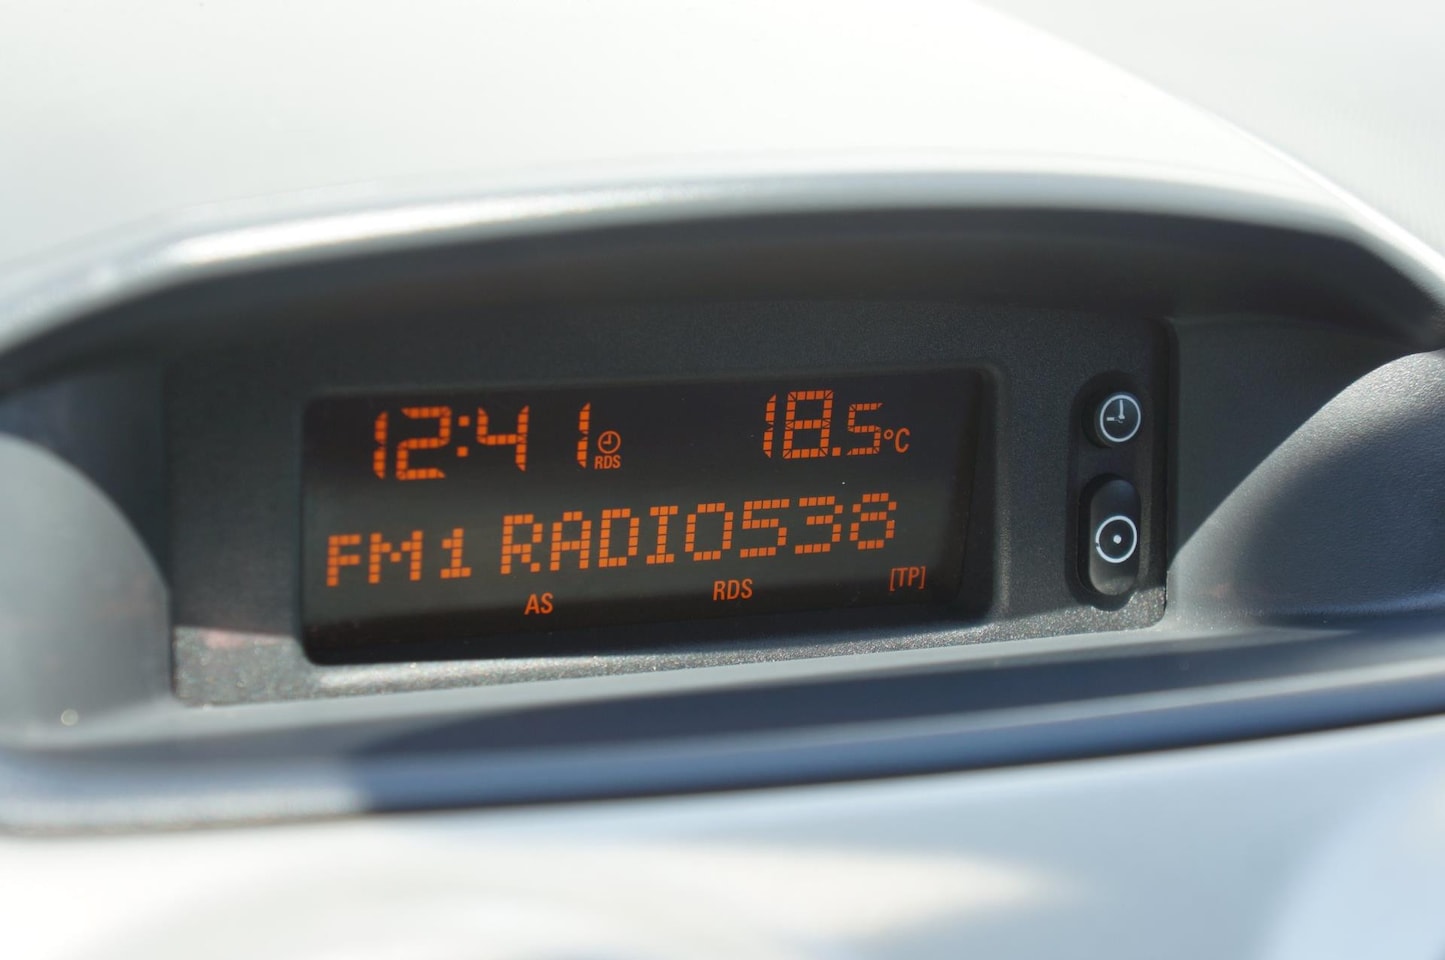 12:41 RDS 18.5°C
FM1 RADIO538
AS RDS [TP]